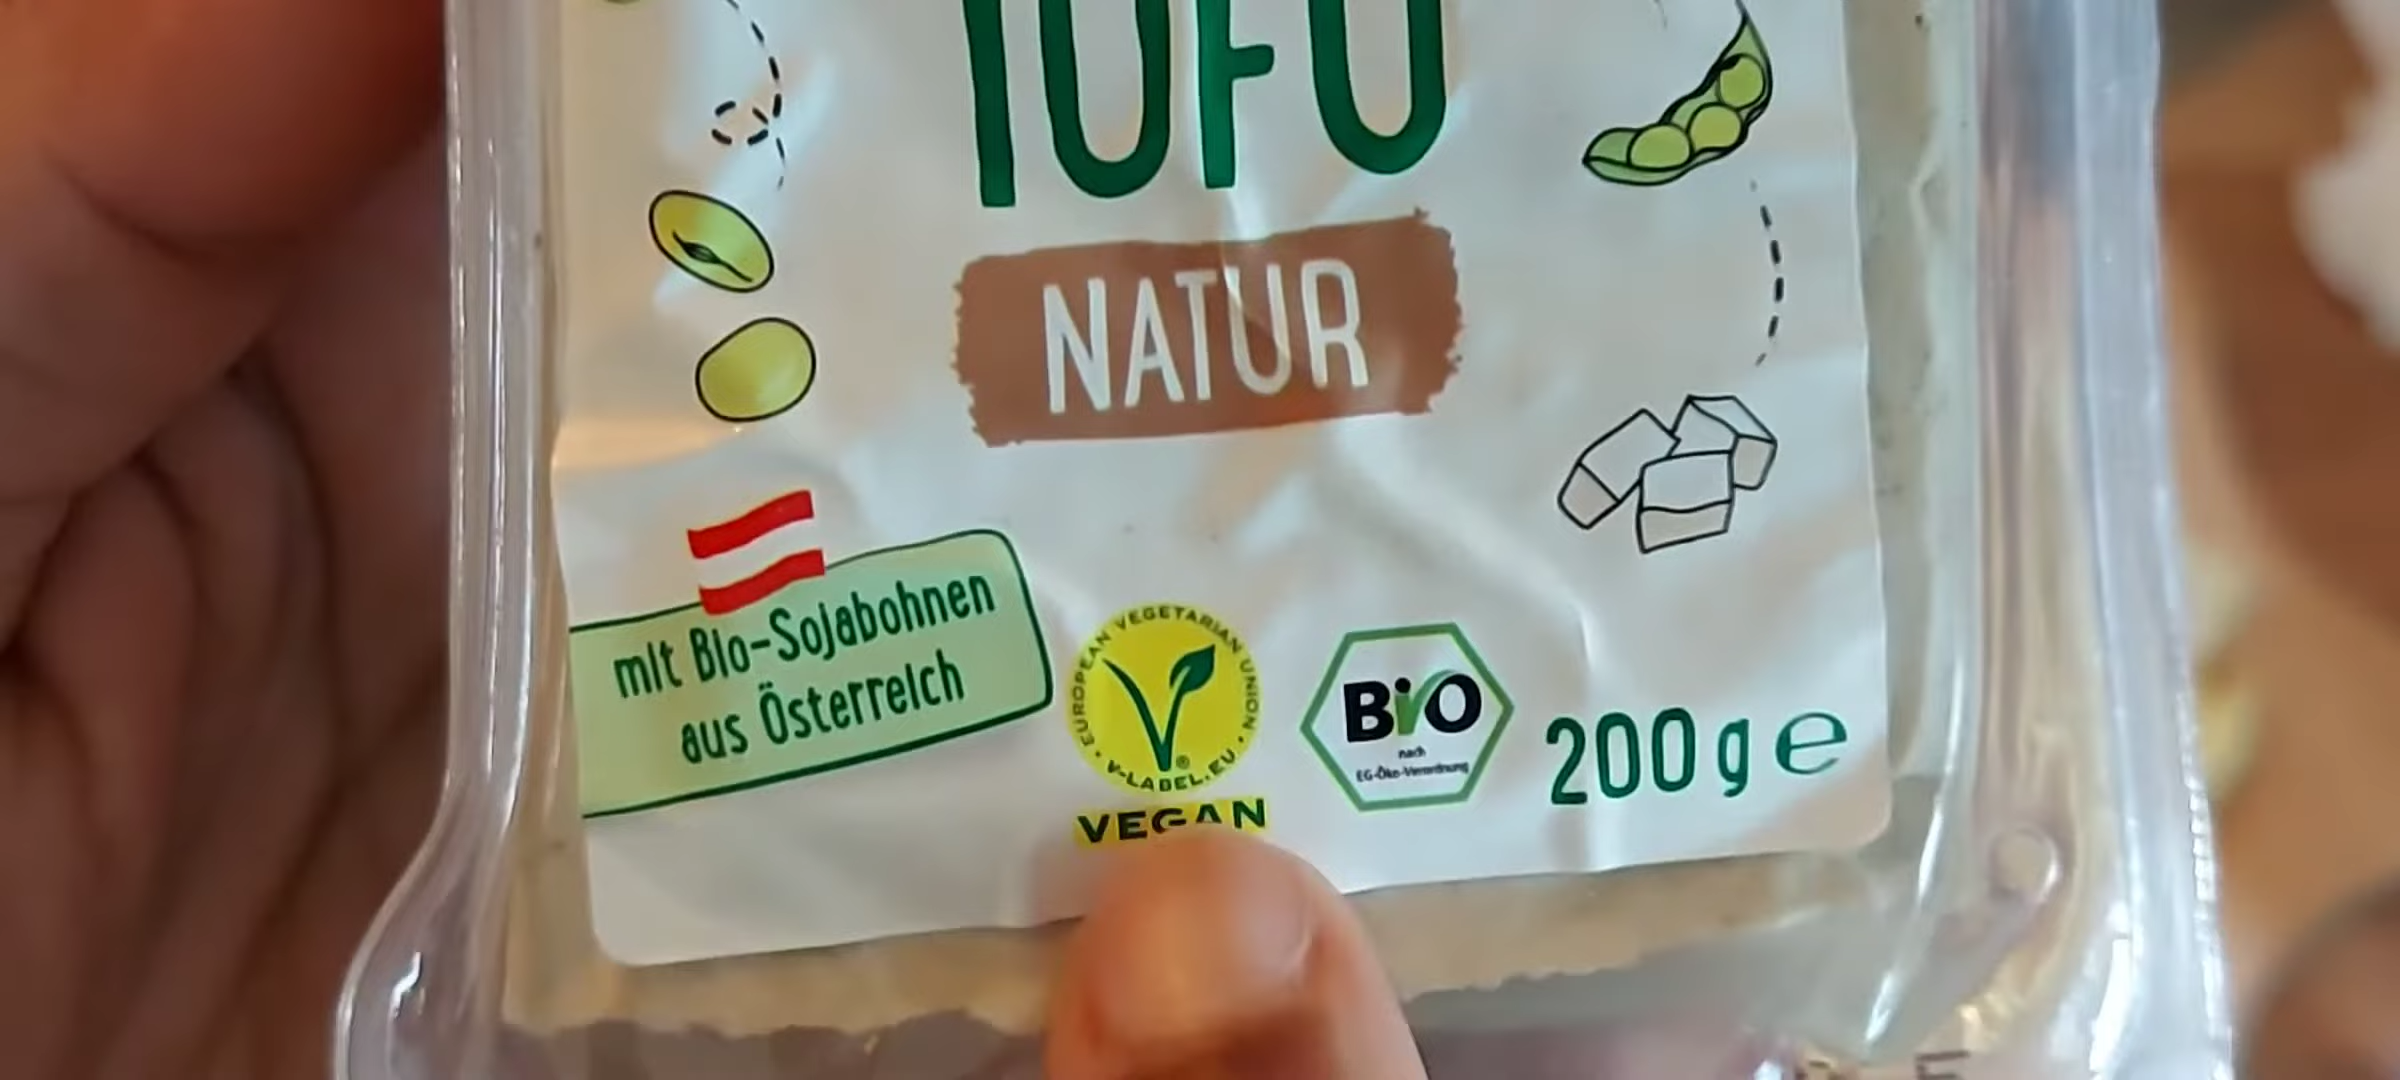 TOFU
NATUR
mit Bio-Sojabohnen
aus Österreich
EUROPEAN VEGETARIAN UNION
V-LABEL.EU
VEGAN
BiO
nach
EG-Öko-Verordnung
200 g e